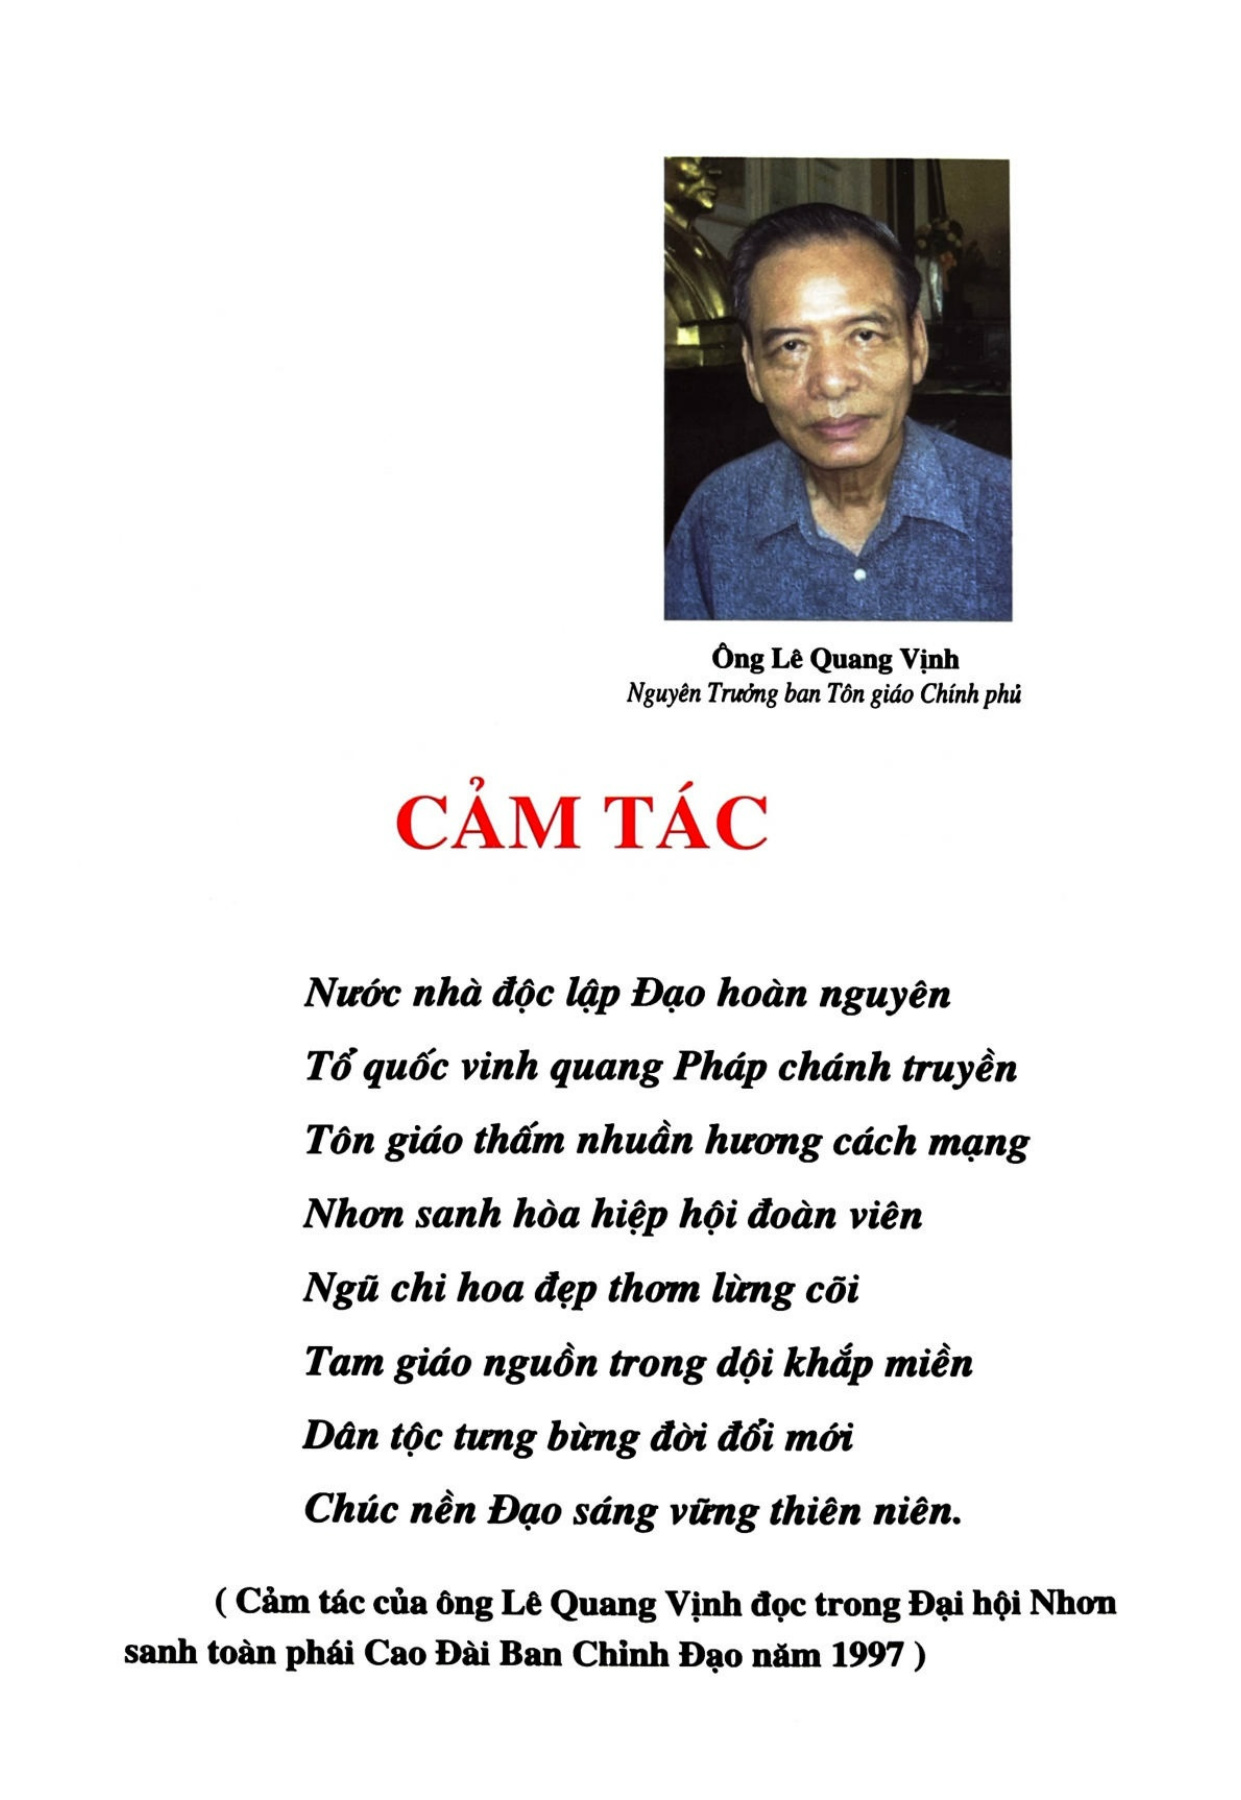 Ông Lê Quang Vịnh
Nguyên Trưởng ban Tôn giáo Chính phủ
CẢM TÁC
Nước nhà độc lập Đạo hoàn nguyên
Tổ quốc vinh quang Pháp chánh truyền
Tôn giáo thấm nhuần hương cách mạng
Nhơn sanh hòa hiệp hội đoàn viên
Ngũ chi hoa đẹp thơm lừng cõi
Tam giáo nguồn trong dội khắp miền
Dân tộc tưng bừng đời đổi mới
Chúc nền Đạo sáng vững thiên niên.
( Cảm tác của ông Lê Quang Vịnh đọc trong Đại hội Nhơn
sanh toàn phái Cao Đài Ban Chỉnh Đạo năm 1997 )